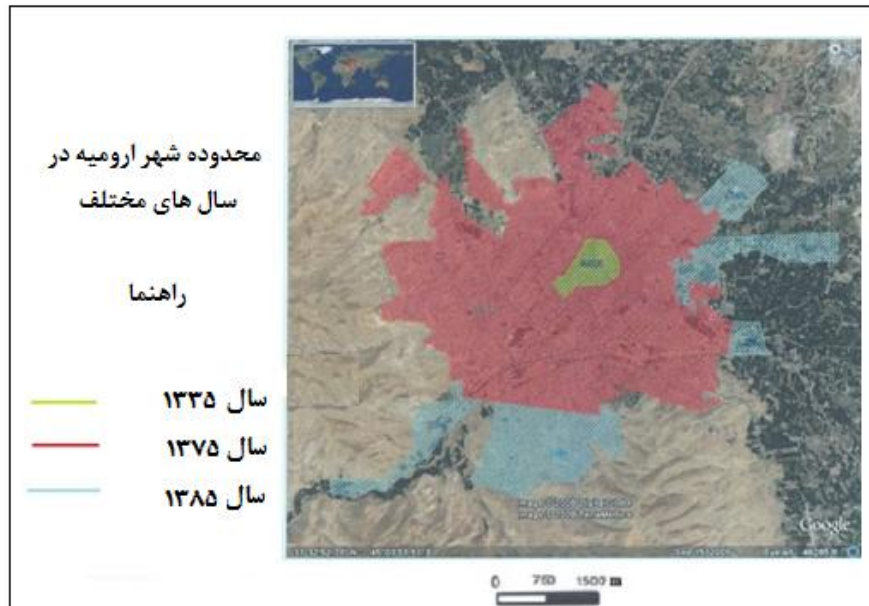 محدوده شهر ارومیه در
سال های مختلف
راهنما
سال ۱۳۳۵
سال ۱۳۷۵
سال ۱۳۸۵
Google
0 750 1500 m